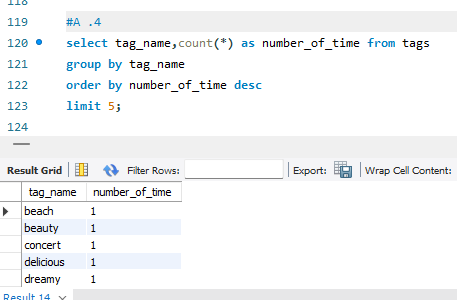 118
119 #A .4
120 select tag_name,count(*) as number_of_time from tags
121 group by tag_name
122 order by number_of_time desc
123 limit 5;
124
Result Grid Filter Rows: Export: Wrap Cell Content:
tag_name number_of_time
beach 1
beauty 1
concert 1
delicious 1
dreamy 1
Result 14